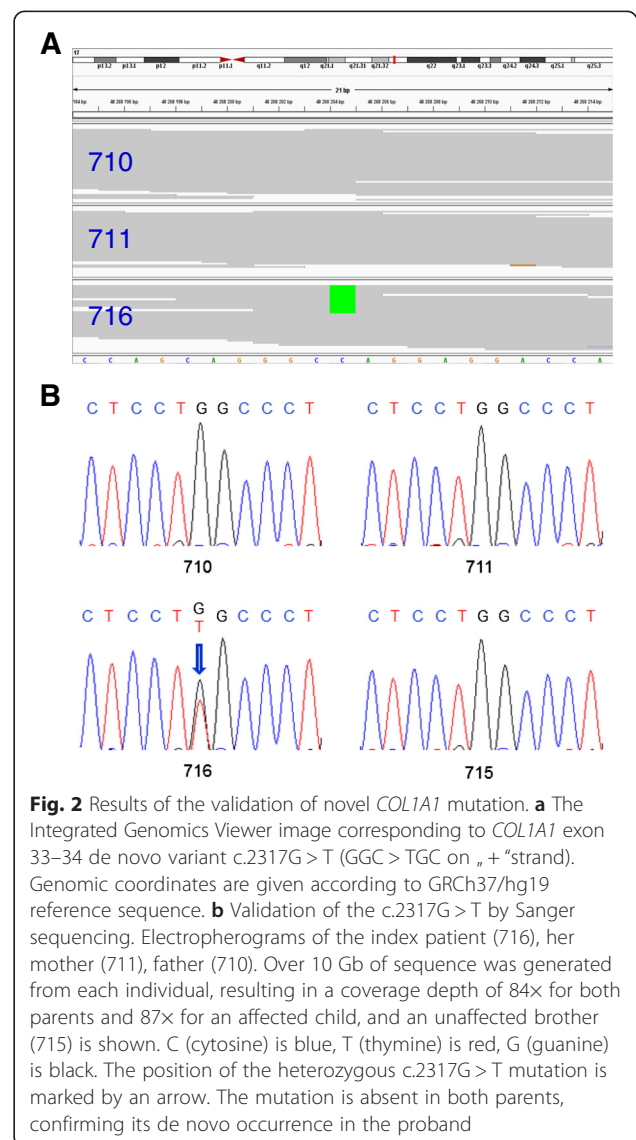 A
17
p13.2 p13.1 p12 p11.2 p11.1 q11.2 q12 q21.1 q21.31 q21.32 q22 q23.1 q23.3 q24.2 q24.3 q25.1 q25.3
21 bp
710
711
716
C C A G C A G G G C C A G G A G G A C C A
B
C T C C T G G C C C T
C T C C T G G C C C T
710
711
C T C C T G G C C C T
T
C T C C T G G C C C T
716
715
Fig. 2 Results of the validation of novel COL1A1 mutation. a The
Integrated Genomics Viewer image corresponding to COL1A1 exon
33–34 de novo variant c.2317G > T (GGC > TGC on „ + “strand).
Genomic coordinates are given according to GRCh37/hg19
reference sequence. b Validation of the c.2317G > T by Sanger
sequencing. Electropherograms of the index patient (716), her
mother (711), father (710). Over 10 Gb of sequence was generated
from each individual, resulting in a coverage depth of 84× for both
parents and 87× for an affected child, and an unaffected brother
(715) is shown. C (cytosine) is blue, T (thymine) is red, G (guanine)
is black. The position of the heterozygous c.2317G > T mutation is
marked by an arrow. The mutation is absent in both parents,
confirming its de novo occurrence in the proband